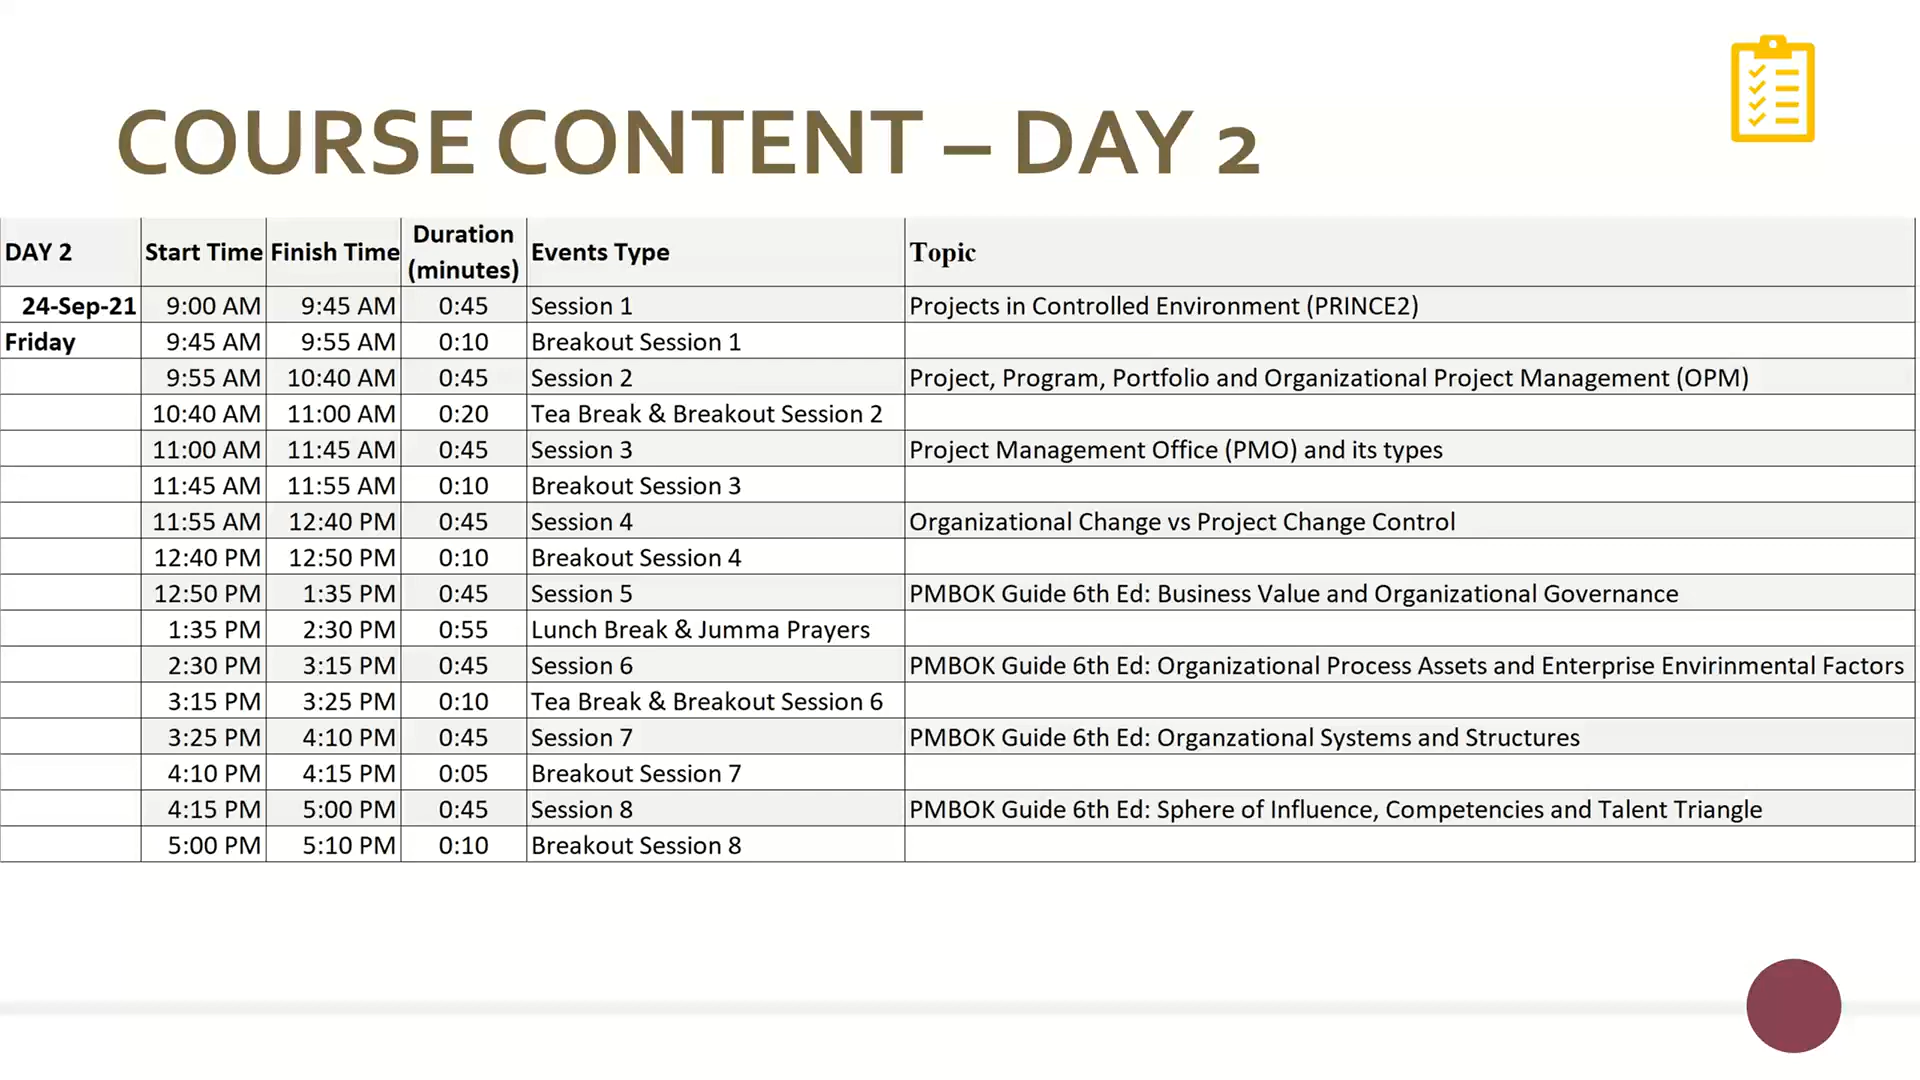 COURSE CONTENT – DAY 2
DAY 2 Start Time Finish Time Duration (minutes) Events Type Topic
24-Sep-21 9:00 AM 9:45 AM 0:45 Session 1 Projects in Controlled Environment (PRINCE2)
Friday 9:45 AM 9:55 AM 0:10 Breakout Session 1
9:55 AM 10:40 AM 0:45 Session 2 Project, Program, Portfolio and Organizational Project Management (OPM)
10:40 AM 11:00 AM 0:20 Tea Break & Breakout Session 2
11:00 AM 11:45 AM 0:45 Session 3 Project Management Office (PMO) and its types
11:45 AM 11:55 AM 0:10 Breakout Session 3
11:55 AM 12:40 PM 0:45 Session 4 Organizational Change vs Project Change Control
12:40 PM 12:50 PM 0:10 Breakout Session 4
12:50 PM 1:35 PM 0:45 Session 5 PMBOK Guide 6th Ed: Business Value and Organizational Governance
1:35 PM 2:30 PM 0:55 Lunch Break & Jumma Prayers
2:30 PM 3:15 PM 0:45 Session 6 PMBOK Guide 6th Ed: Organizational Process Assets and Enterprise Envirinmental Factors
3:15 PM 3:25 PM 0:10 Tea Break & Breakout Session 6
3:25 PM 4:10 PM 0:45 Session 7 PMBOK Guide 6th Ed: Organzational Systems and Structures
4:10 PM 4:15 PM 0:05 Breakout Session 7
4:15 PM 5:00 PM 0:45 Session 8 PMBOK Guide 6th Ed: Sphere of Influence, Competencies and Talent Triangle
5:00 PM 5:10 PM 0:10 Breakout Session 8